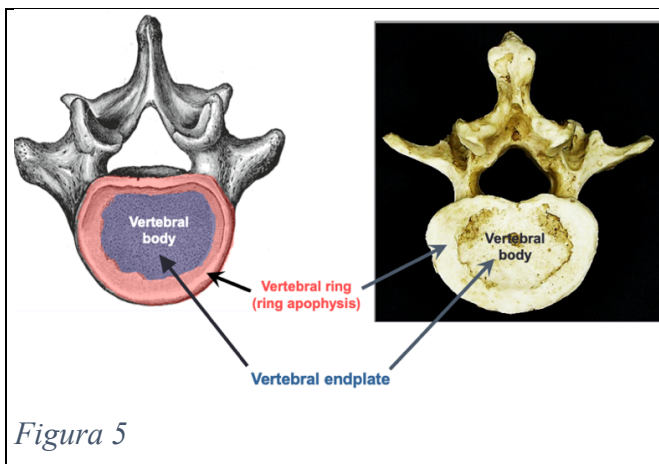 Vertebral
body
Vertebral
body
Vertebral ring
(ring apophysis)
Vertebral endplate
Figura 5